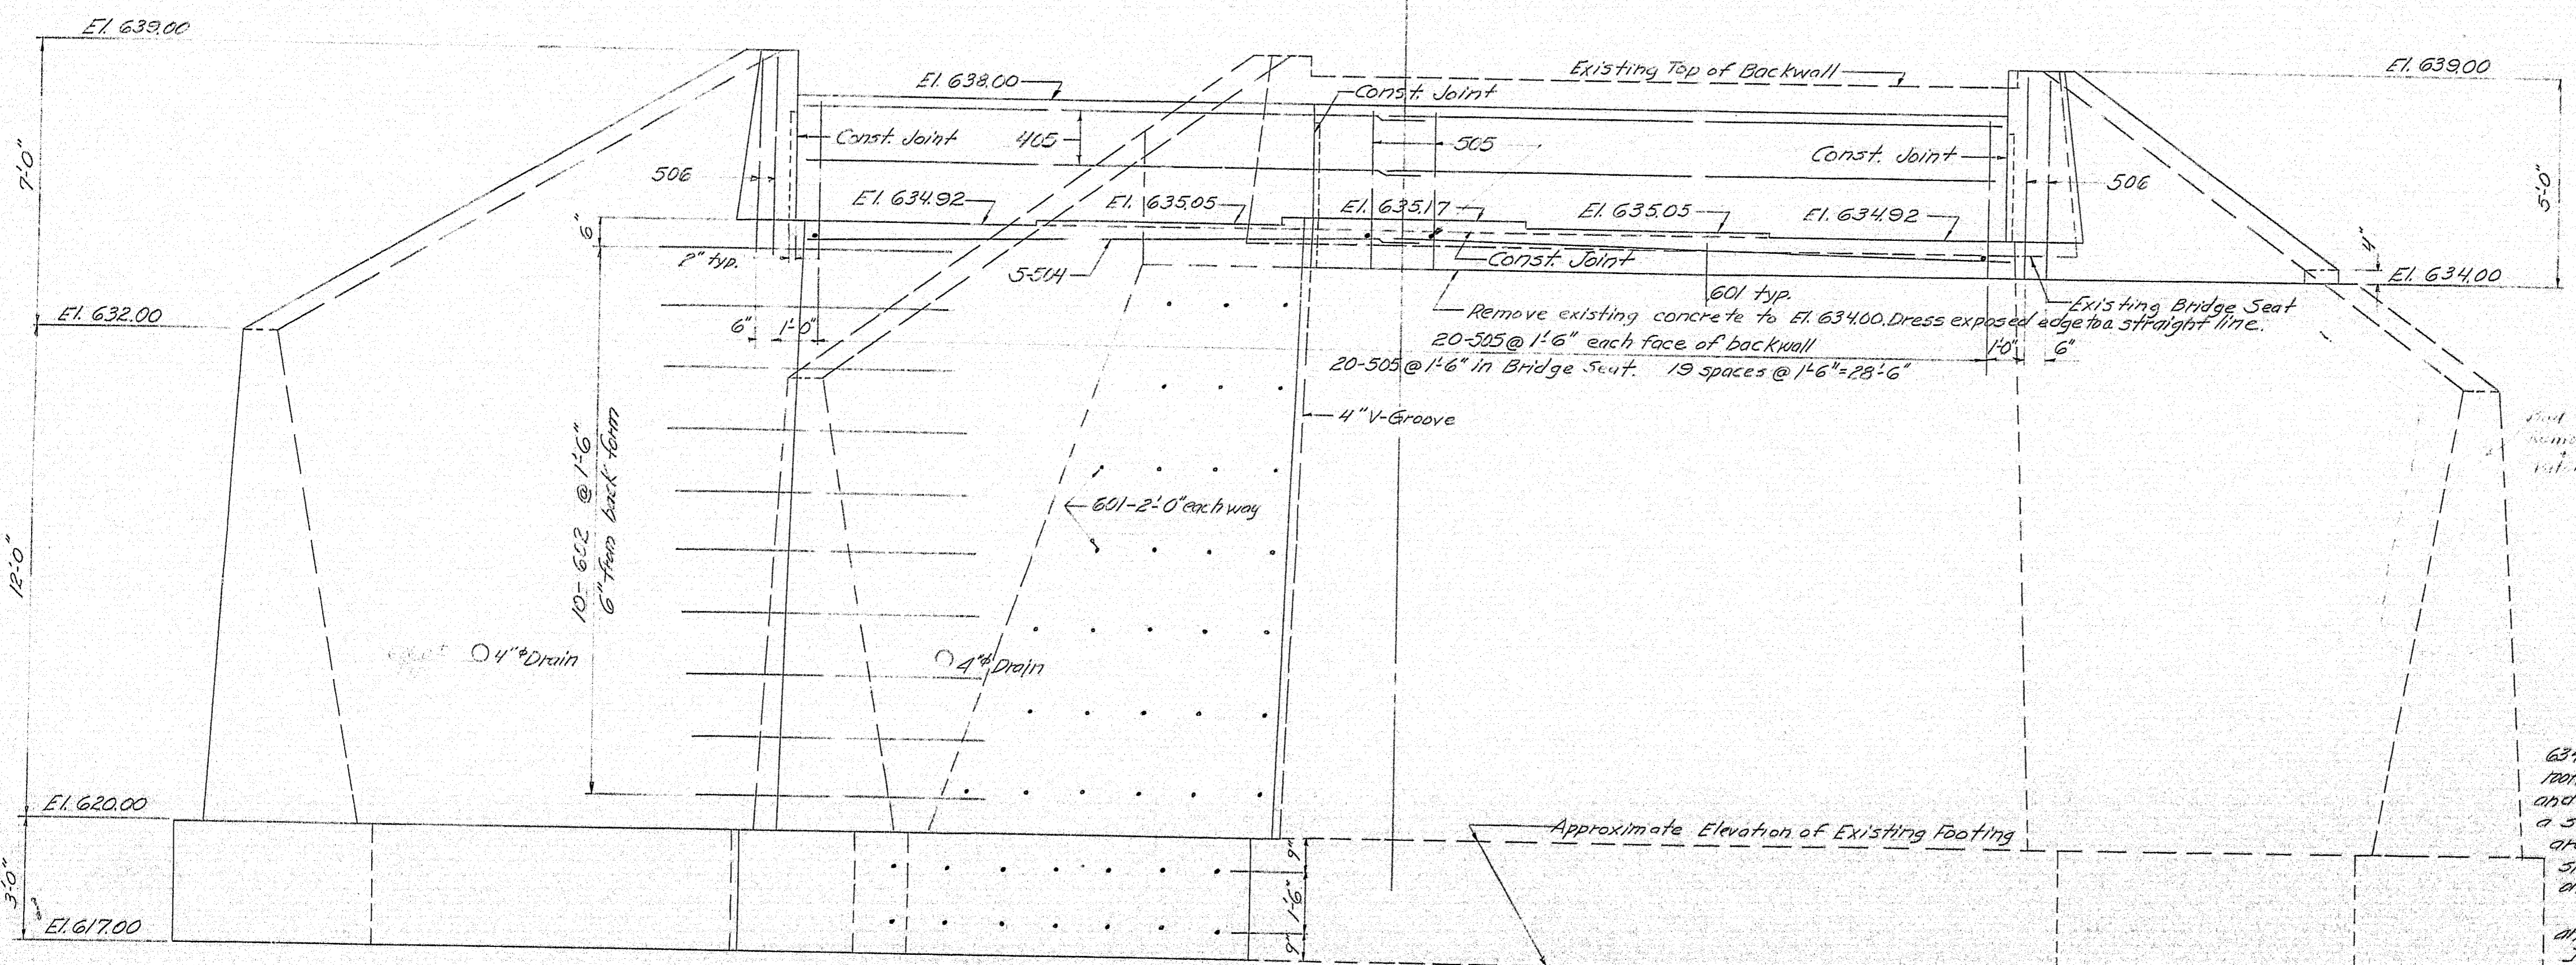 El. 639.00
Existing Top of Backwall
El. 639.00
El. 638.00
Const. Joint
Const. Joint
405
505
Const. Joint
7'-0"
506
506
5'-0"
El. 634.92
El. 635.05
El. 635.17
El. 635.05
El. 634.92
6"
4"
2" typ.
5-504
Const. Joint
El. 634.00
601 typ.
Existing Bridge Seat
El. 632.00
6"
1'-0"
Remove existing concrete to El. 634.00. Dress exposed edge to a straight line.
20-505 @ 1'-6" each face of backwall
1'-0"
6"
20-505 @ 1'-6" in Bridge Seat. 19 spaces @ 1'-6" = 28'-6"
4" V-Groove
10-602 @ 1'-6"
6" from back form
601-2'-0" each way
12'-0"
4"ϕ Drain
4"ϕ Drain
El. 620.00
Approximate Elevation of Existing Footing
9"
3'-0"
1'-6"
El. 617.00
9"
and
a s